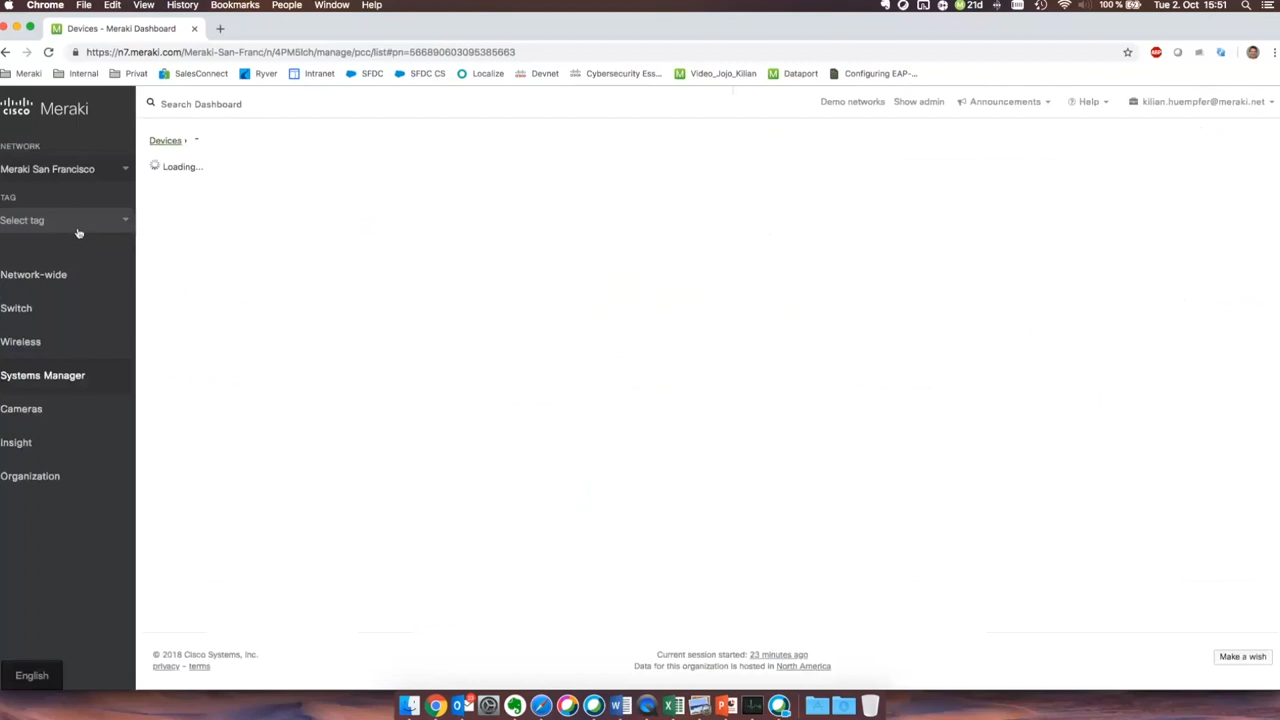 Chrome File Edit View History Bookmarks People Window Help 21d 100 % Tue 2. Oct 15:51
Devices - Meraki Dashboard
https://n7.meraki.com/Meraki-San-Franc/n/4PM5lch/manage/pcc/list#pn=566890603095385663
Meraki Internal Privat SalesConnect Ryver Intranet SFDC SFDC CS Localize Devnet Cybersecurity Ess... Video_Jojo_Kilian Dataport Configuring EAP-...
cisco Meraki
Search Dashboard
Demo networks Show admin Announcements Help kilian.huempfer@meraki.net
NETWORK
Meraki San Francisco
TAG
Select tag
Network-wide
Switch
Wireless
Systems Manager
Cameras
Insight
Organization
English
Devices
Loading...
© 2018 Cisco Systems, Inc.
privacy - terms
Current session started: 23 minutes ago
Data for this organization is hosted in North America
Make a wish